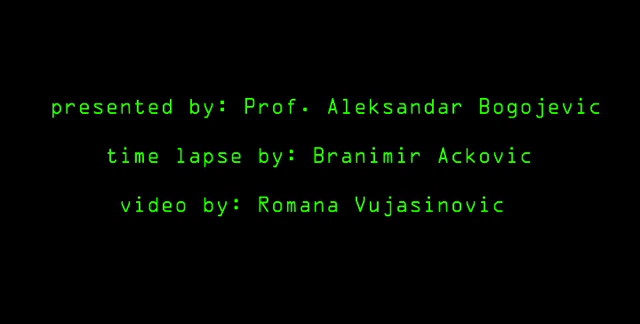 presented by: Prof. Aleksandar Bogojevic
time lapse by: Branimir Ackovic
video by: Romana Vujasinovic